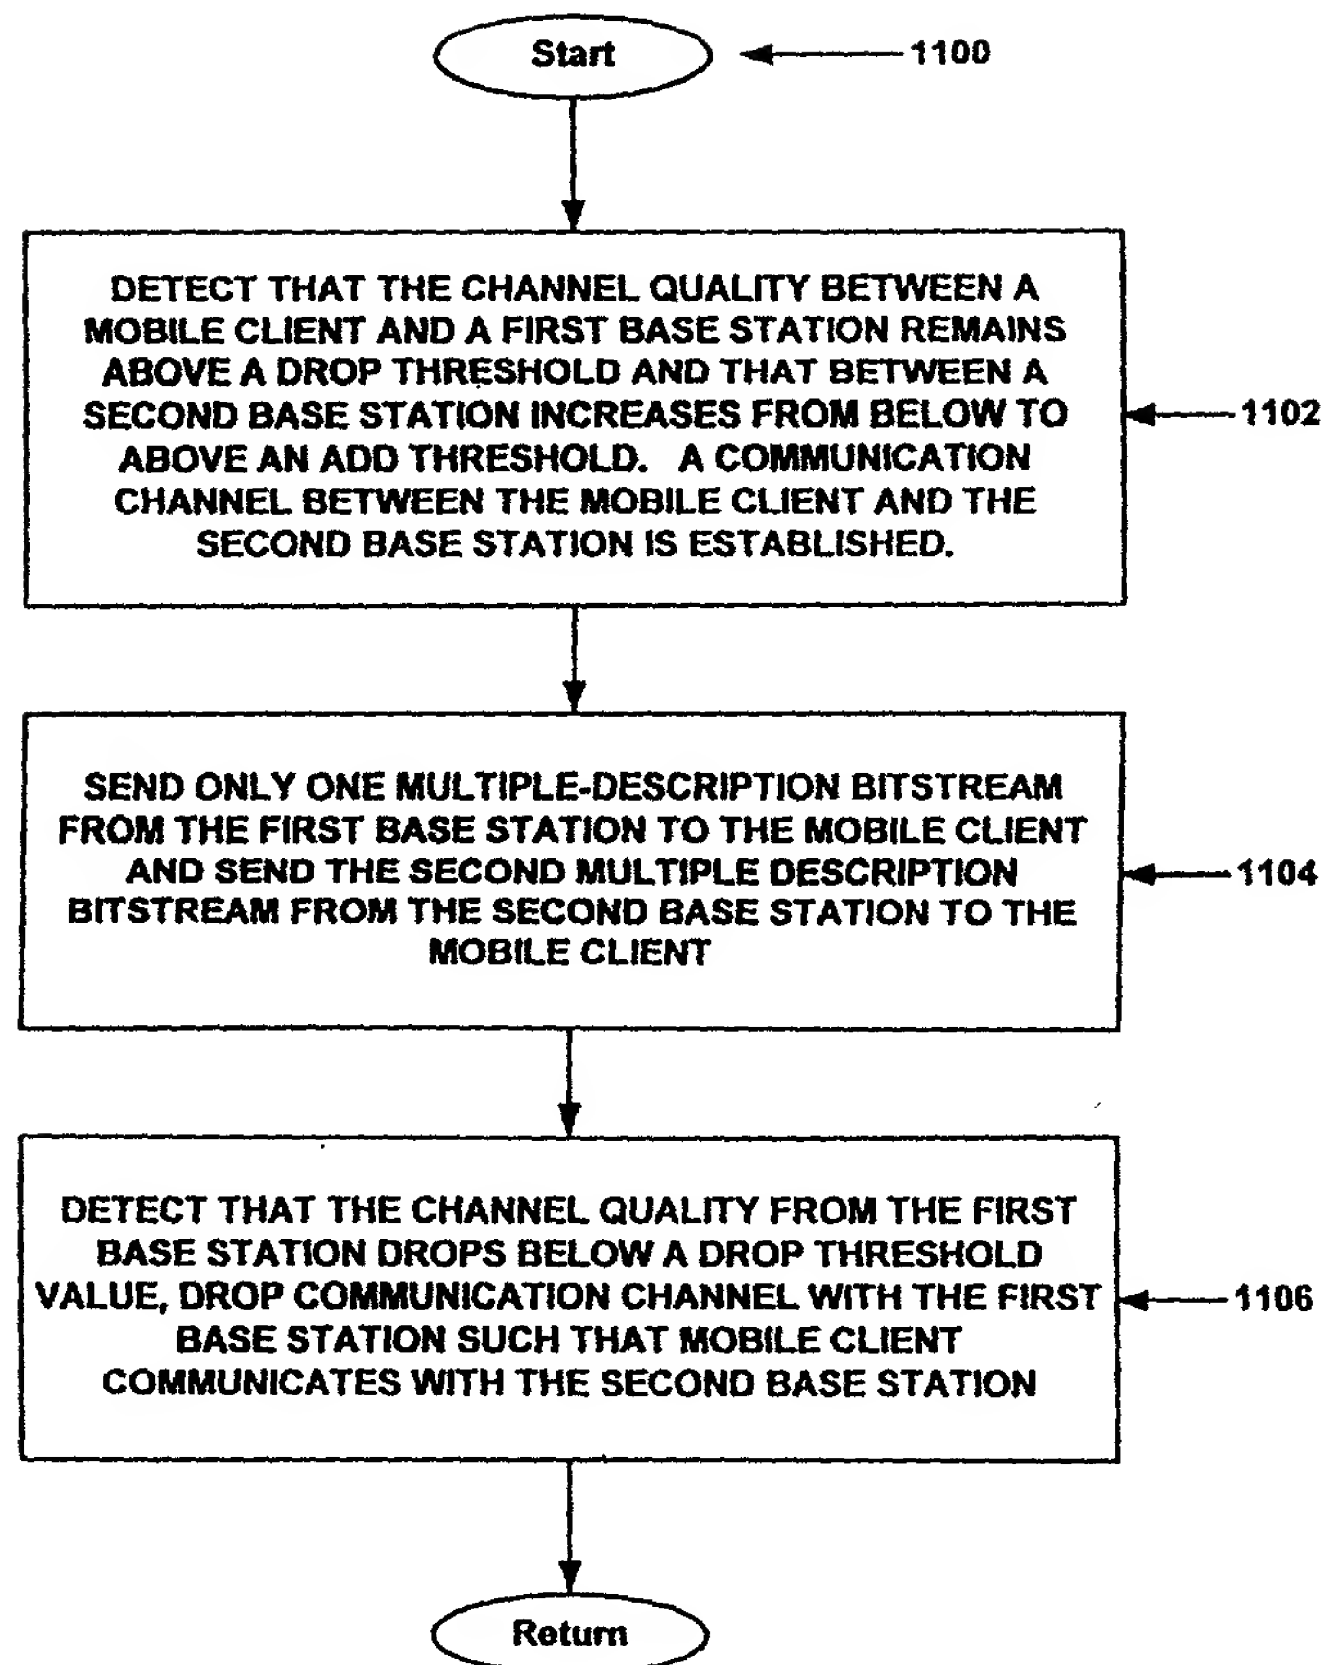 Start
1100
DETECT THAT THE CHANNEL QUALITY BETWEEN A
MOBILE CLIENT AND A FIRST BASE STATION REMAINS
ABOVE A DROP THRESHOLD AND THAT BETWEEN A
SECOND BASE STATION INCREASES FROM BELOW TO
ABOVE AN ADD THRESHOLD. A COMMUNICATION
CHANNEL BETWEEN THE MOBILE CLIENT AND THE
SECOND BASE STATION IS ESTABLISHED.
1102
SEND ONLY ONE MULTIPLE-DESCRIPTION BITSTREAM
FROM THE FIRST BASE STATION TO THE MOBILE CLIENT
AND SEND THE SECOND MULTIPLE DESCRIPTION
BITSTREAM FROM THE SECOND BASE STATION TO THE
MOBILE CLIENT
1104
DETECT THAT THE CHANNEL QUALITY FROM THE FIRST
BASE STATION DROPS BELOW A DROP THRESHOLD
VALUE, DROP COMMUNICATION CHANNEL WITH THE FIRST
BASE STATION SUCH THAT MOBILE CLIENT
COMMUNICATES WITH THE SECOND BASE STATION
1106
Return